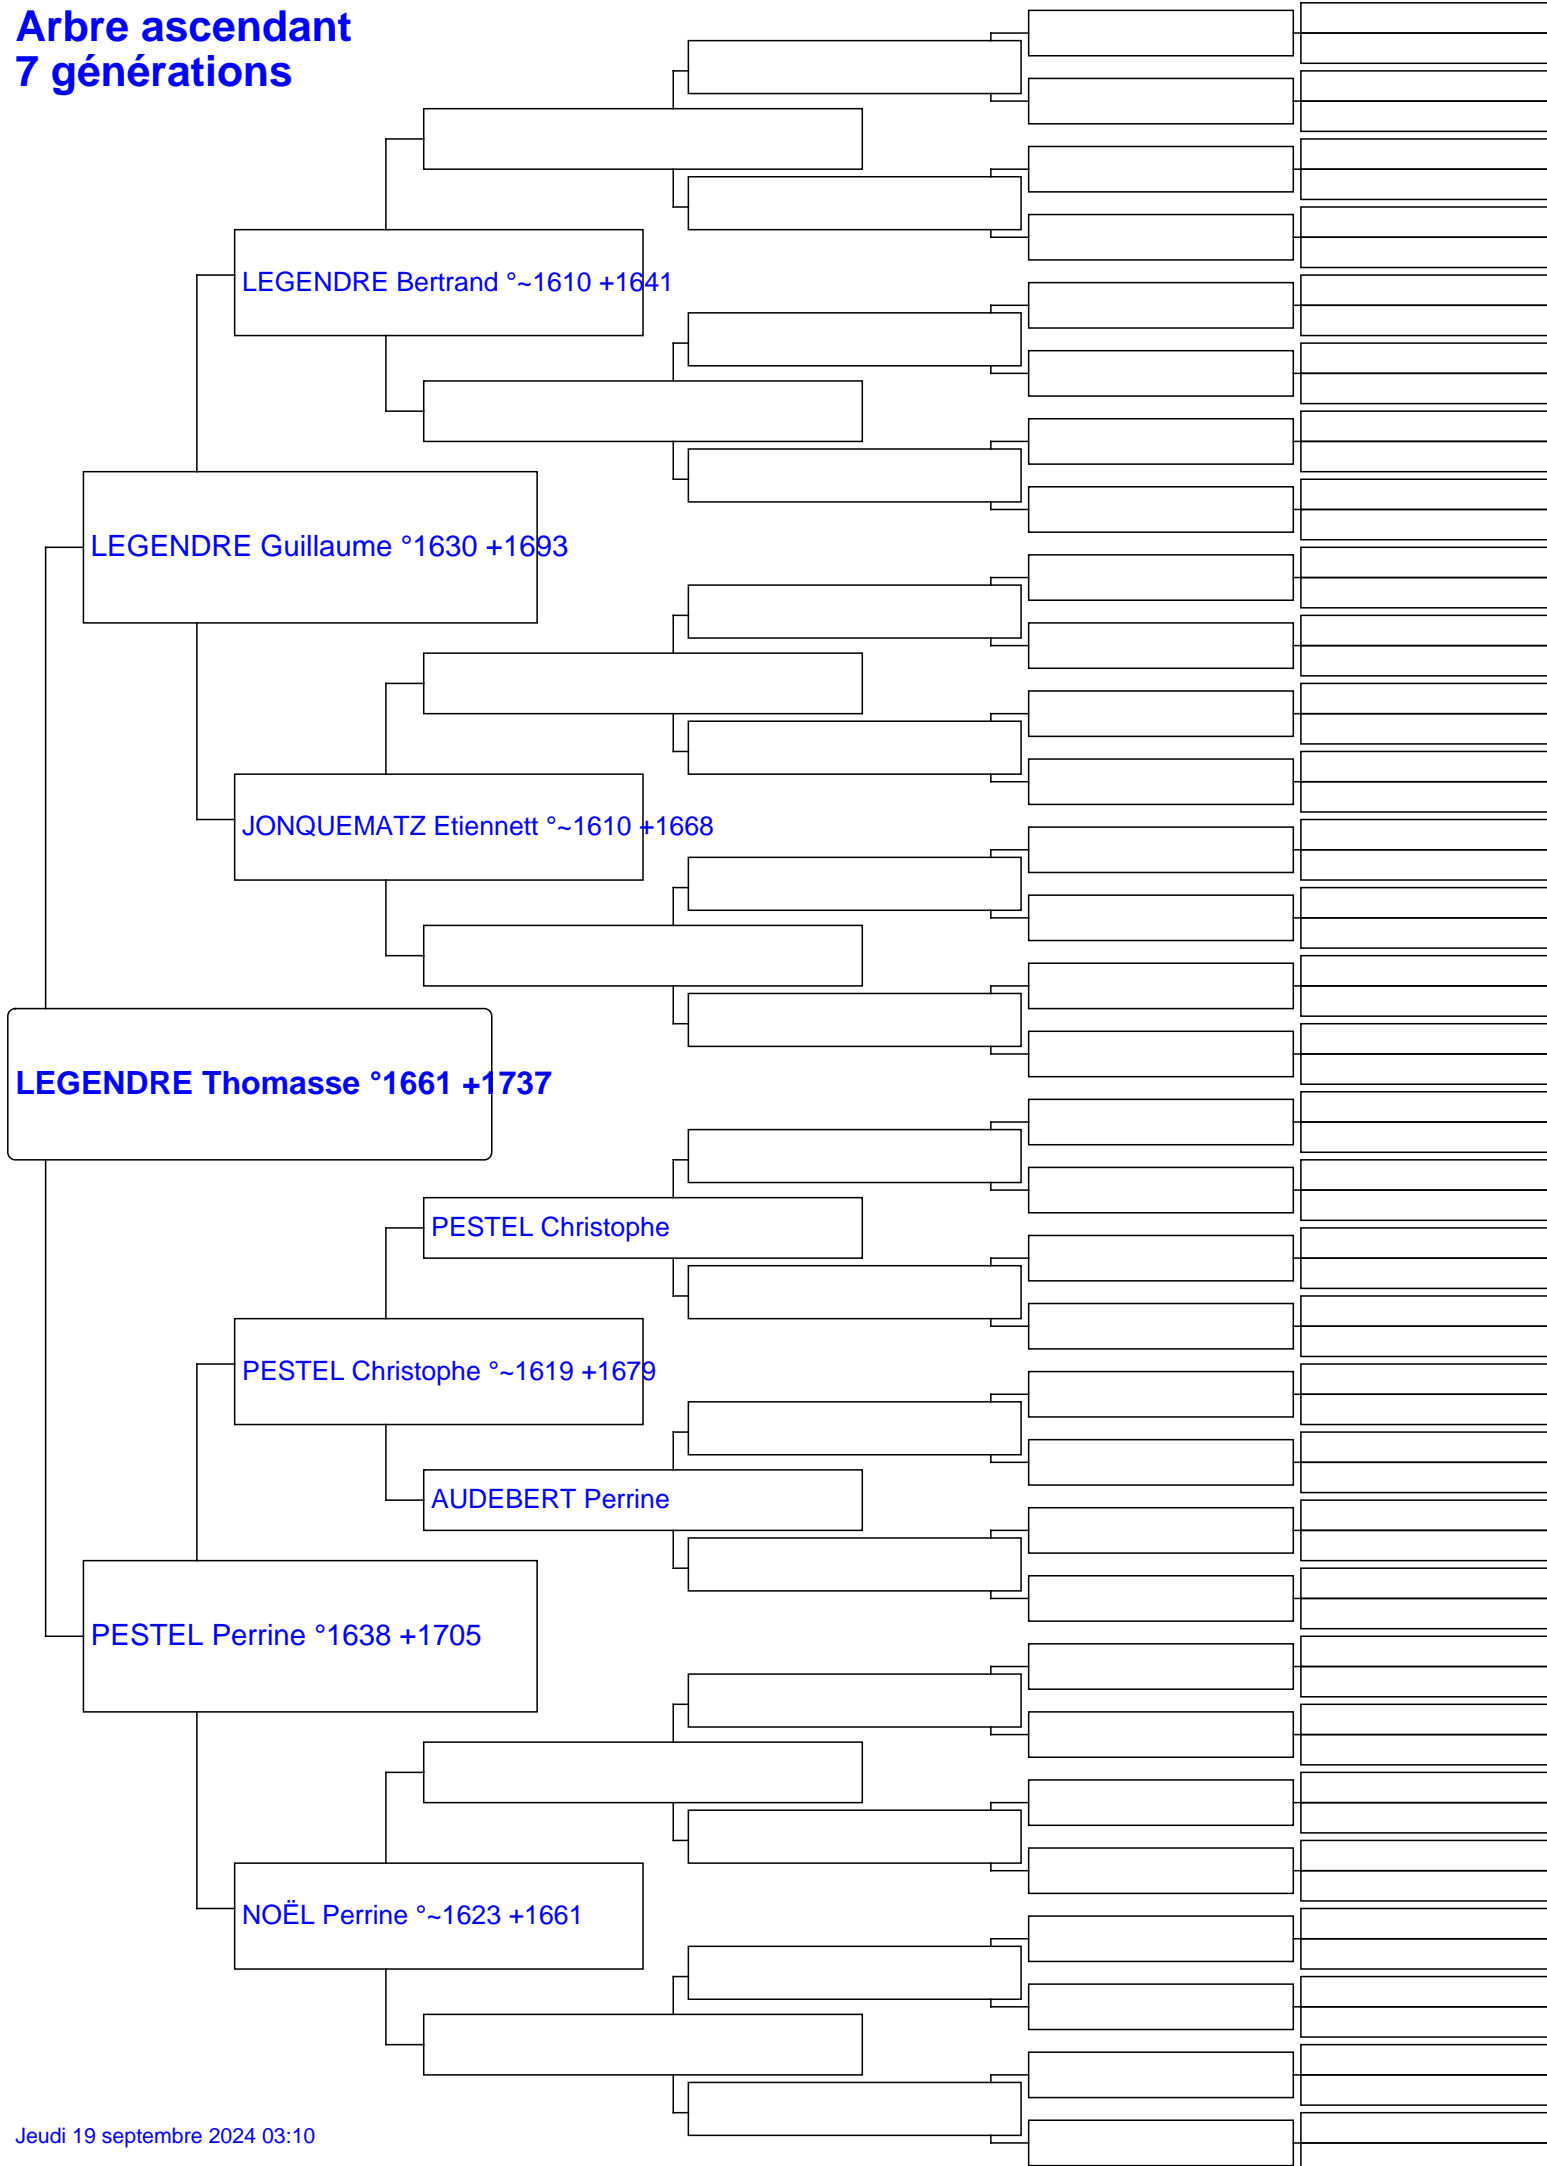 Arbre ascendant
7 générations
LEGENDRE Bertrand °~1610 +1641
LEGENDRE Guillaume °1630 +1693
JONQUEMATZ Etiennett °~1610 +1668
LEGENDRE Thomasse °1661 +1737
PESTEL Christophe
PESTEL Christophe °~1619 +1679
AUDEBERT Perrine
PESTEL Perrine °1638 +1705
NOËL Perrine °~1623 +1661
Jeudi 19 septembre 2024 03:10